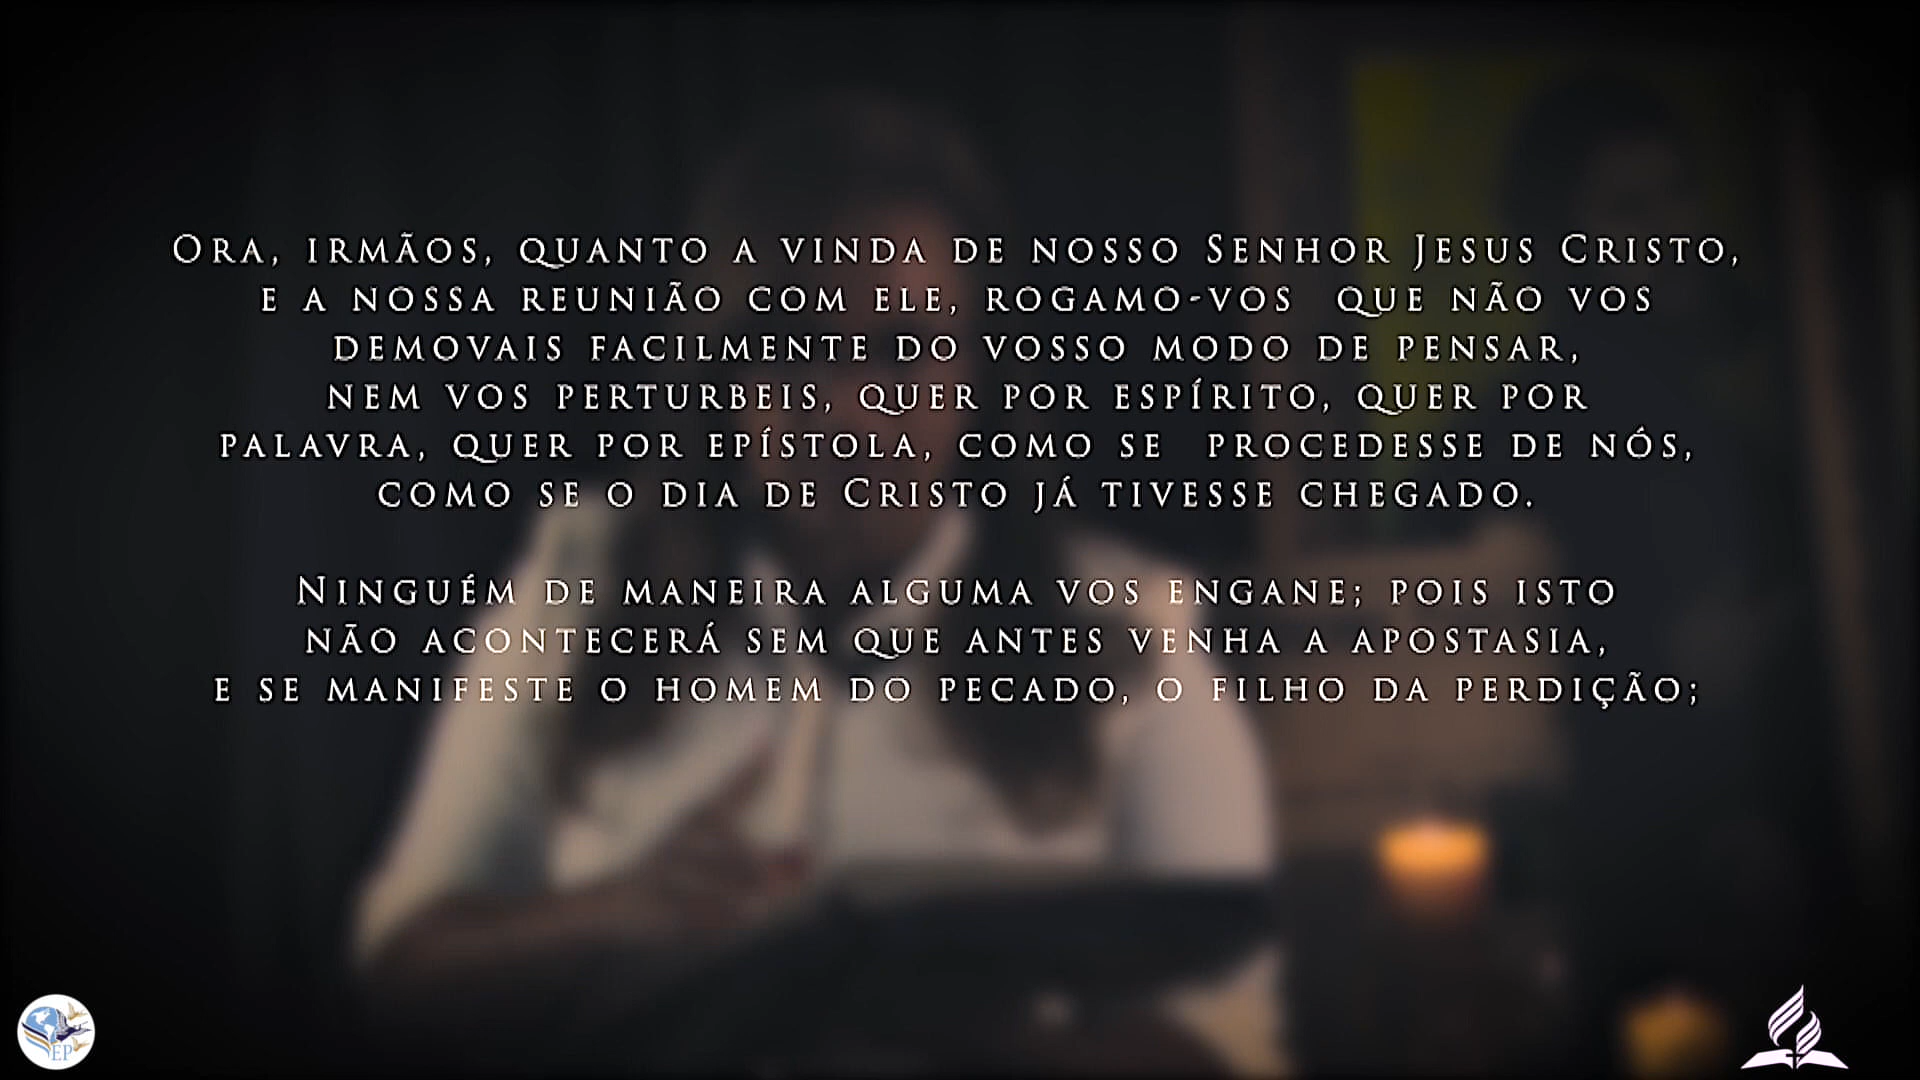 Ora, irmãos, quanto a vinda de nosso Senhor Jesus Cristo,
e a nossa reunião com ele, rogamo-vos que não vos
demovais facilmente do vosso modo de pensar,
nem vos perturbeis, quer por espírito, quer por
palavra, quer por epístola, como se procedesse de nós,
como se o dia de Cristo já tivesse chegado.
Ninguém de maneira alguma vos engane; pois isto
não acontecerá sem que antes venha a apostasia,
e se manifeste o homem do pecado, o filho da perdição;
EP